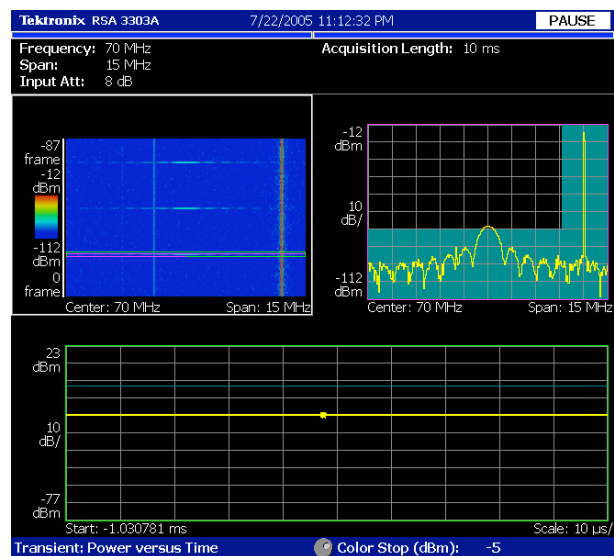 Tektronix RSA 3303A 7/22/2005 11:12:32 PM PAUSE
Frequency: 70 MHz
Span: 15 MHz
Input Att: 8 dB
Acquisition Length: 10 ms
-87
frame
-12
dBm
-112
dBm
0
frame
Center: 70 MHz Span: 15 MHz
-12
dBm
10
dB/
-112
dBm
Center: 70 MHz Span: 15 MHz
23
dBm
10
dB/
-77
dBm
Start: -1.030781 ms Scale: 10 µs/
Transient: Power versus Time Color Stop (dBm): -5